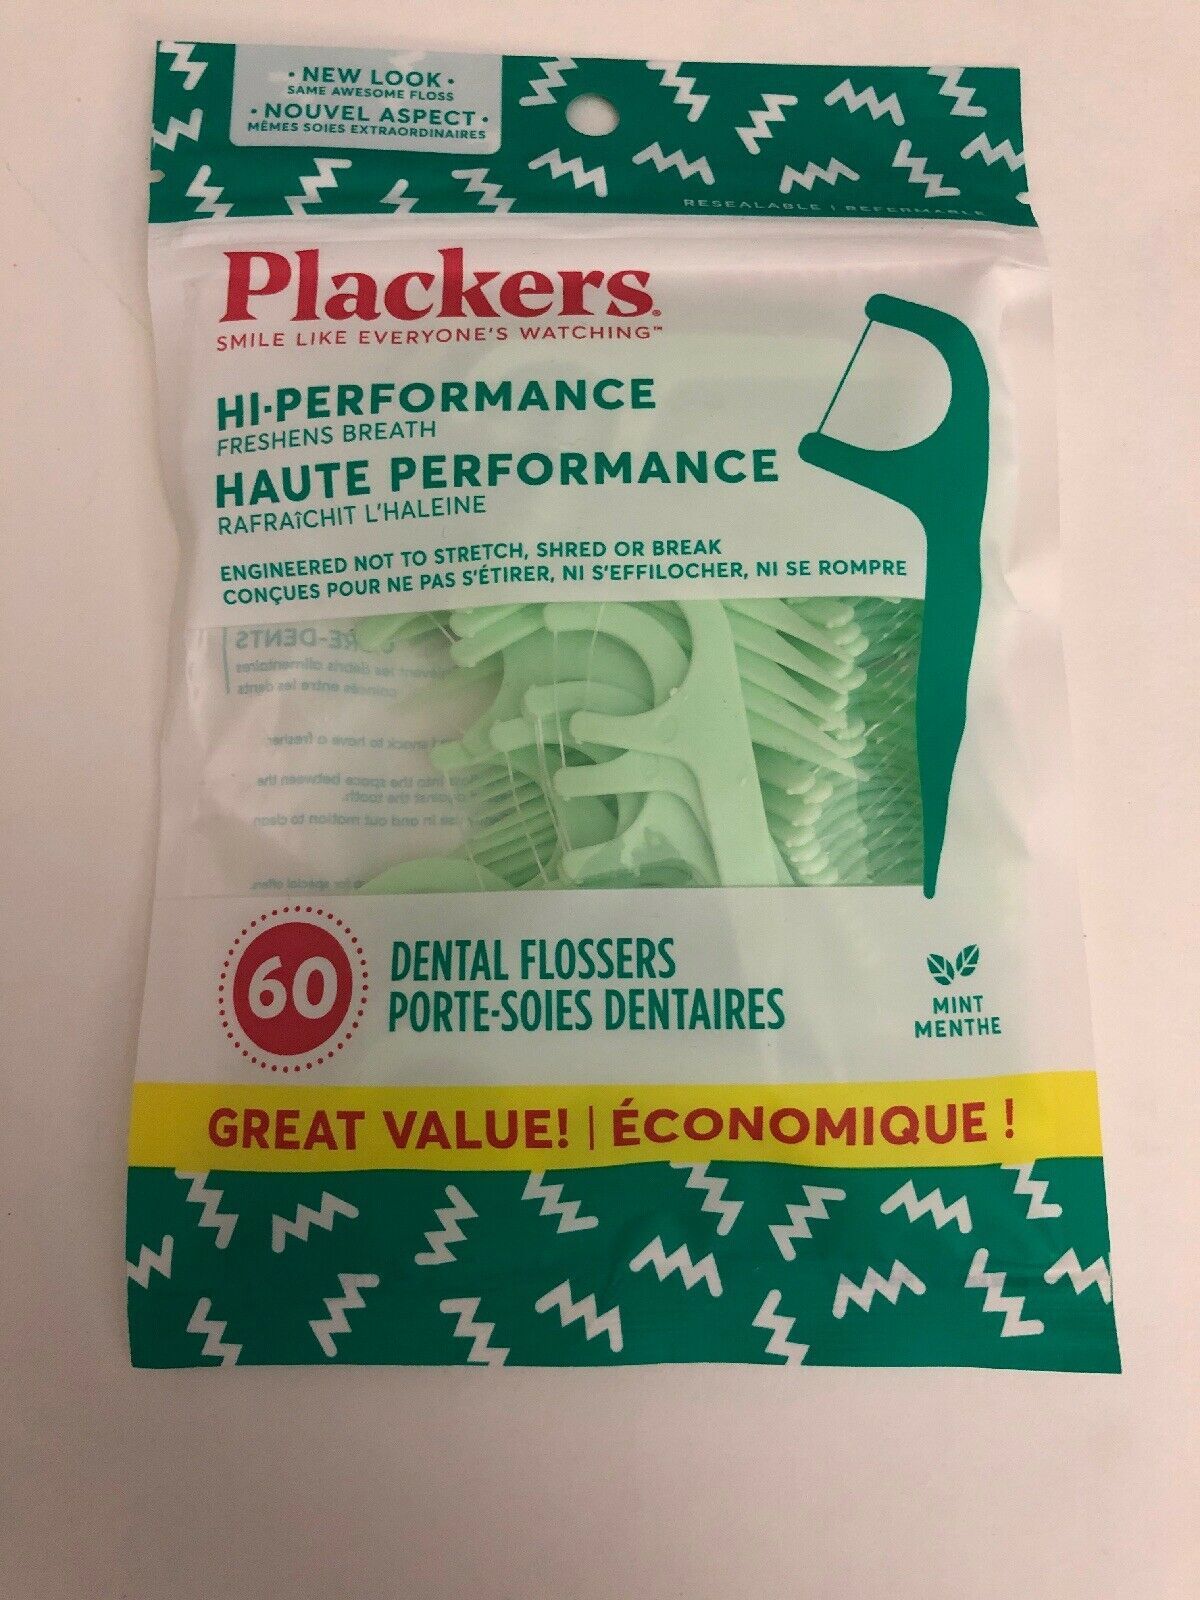 • NEW LOOK •
SAME AWESOME FLOSS
• NOUVEL ASPECT •
MÊMES SOIES EXTRAORDINAIRES
RESEALABLE | REFERMABLE
Plackers®
SMILE LIKE EVERYONE'S WATCHING™
HI-PERFORMANCE
FRESHENS BREATH
HAUTE PERFORMANCE
RAFRAÎCHIT L'HALEINE
ENGINEERED NOT TO STRETCH, SHRED OR BREAK
CONÇUES POUR NE PAS S'ÉTIRER, NI S'EFFILOCHER, NI SE ROMPRE
60
DENTAL FLOSSERS
PORTE-SOIES DENTAIRES
MINT
MENTHE
GREAT VALUE! | ÉCONOMIQUE !